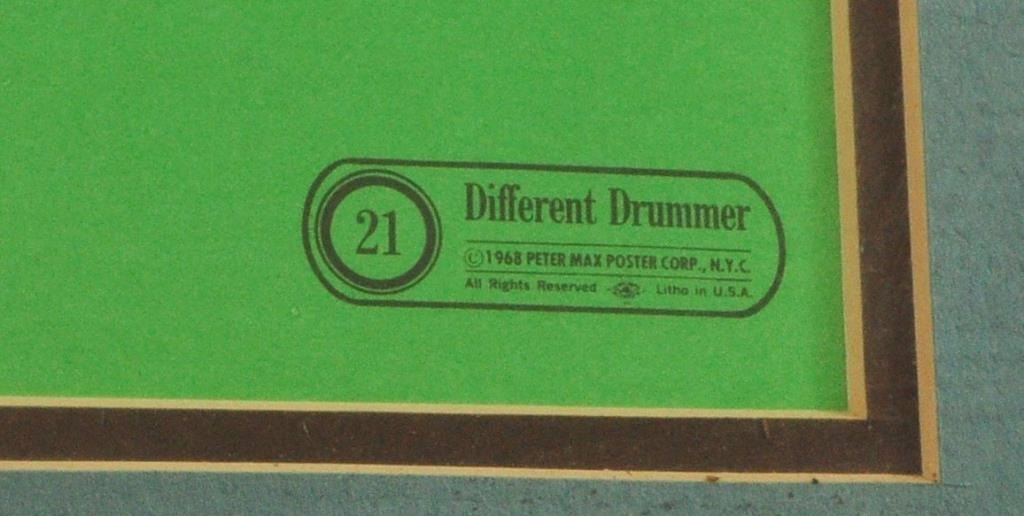 21
Different Drummer
©1968 PETER MAX POSTER CORP., N.Y.C.
All Rights Reserved Litho in U.S.A.